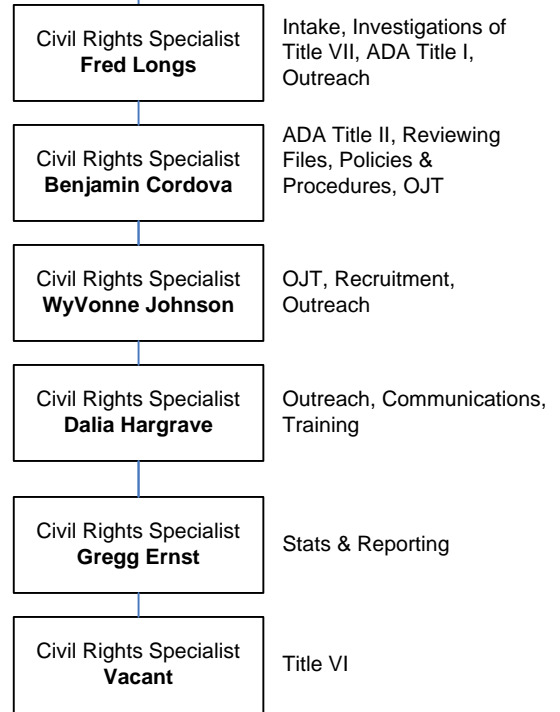 Civil Rights Specialist
Fred Longs
Intake, Investigations of
Title VII, ADA Title I,
Outreach
Civil Rights Specialist
Benjamin Cordova
ADA Title II, Reviewing
Files, Policies &
Procedures, OJT
Civil Rights Specialist
WyVonne Johnson
OJT, Recruitment,
Outreach
Civil Rights Specialist
Dalia Hargrave
Outreach, Communications,
Training
Civil Rights Specialist
Gregg Ernst
Stats & Reporting
Civil Rights Specialist
Vacant
Title VI